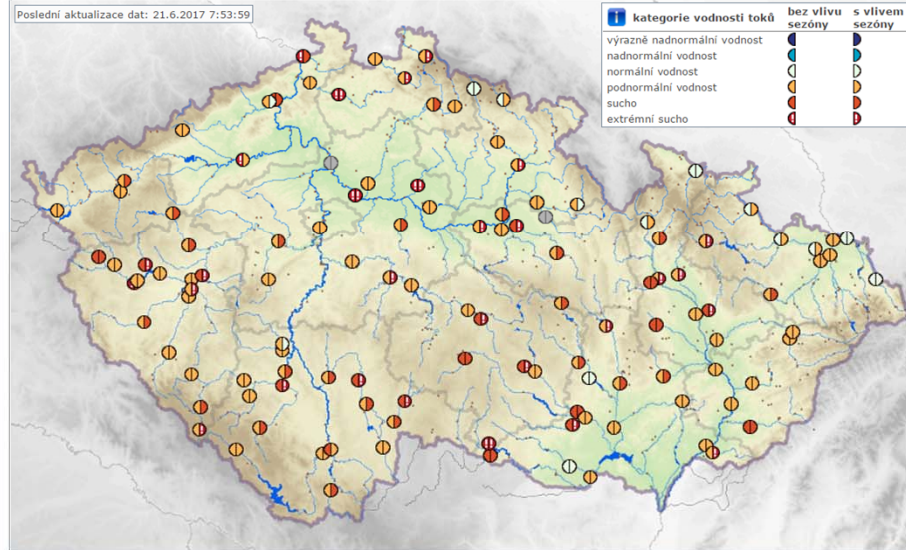 Poslední aktualizace dat: 21.6.2017 7:53:59
i kategorie vodnosti toků
bez vlivu sezóny
s vlivem sezóny
výrazně nadnormální vodnost
nadnormální vodnost
normální vodnost
podnormální vodnost
sucho
extrémní sucho